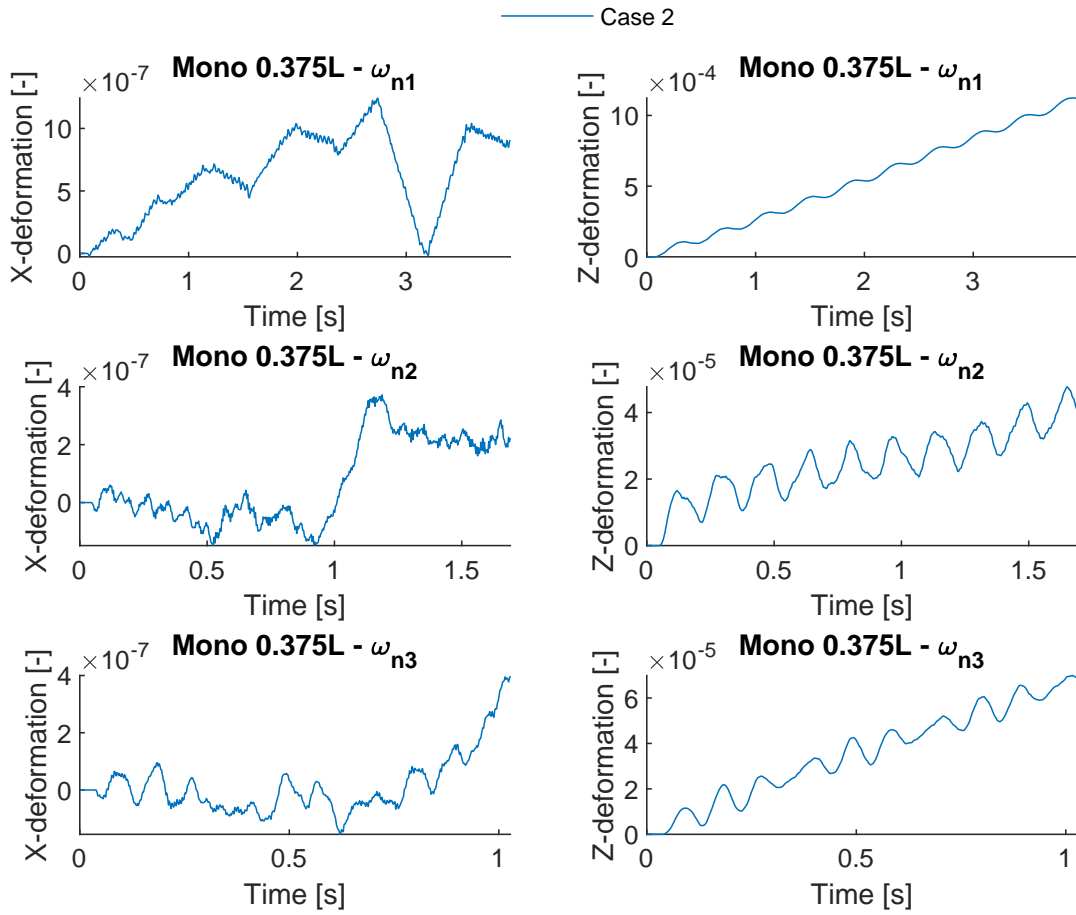 Case 2
Mono 0.375L - ωn1
×10-7
X-deformation [-]
10
5
0
0 1 2 3
Time [s]
Mono 0.375L - ωn1
×10-4
Z-deformation [-]
10
5
0
0 1 2 3
Time [s]
Mono 0.375L - ωn2
×10-7
X-deformation [-]
4
2
0
0 0.5 1 1.5
Time [s]
Mono 0.375L - ωn2
×10-5
Z-deformation [-]
4
2
0
0 0.5 1 1.5
Time [s]
Mono 0.375L - ωn3
×10-7
X-deformation [-]
4
2
0
0 0.5 1
Time [s]
Mono 0.375L - ωn3
×10-5
Z-deformation [-]
6
4
2
0
0 0.5 1
Time [s]